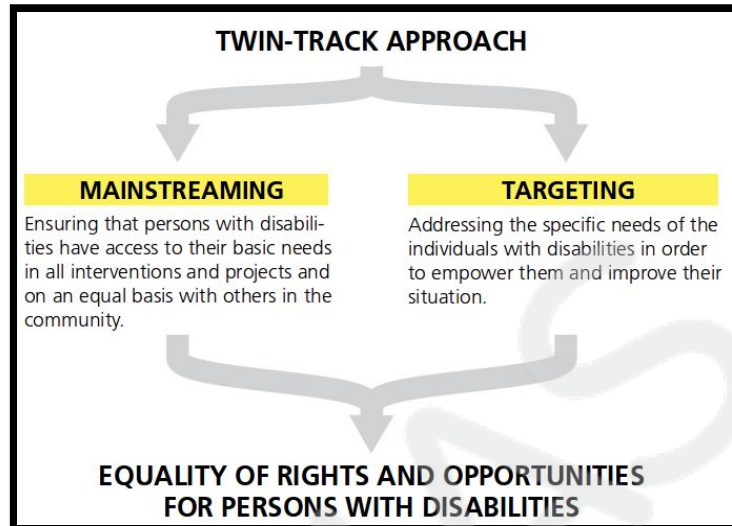 TWIN-TRACK APPROACH
MAINSTREAMING
Ensuring that persons with disabili-
ties have access to their basic needs
in all interventions and projects and
on an equal basis with others in the
community.
TARGETING
Addressing the specific needs of the
individuals with disabilities in order
to empower them and improve their
situation.
EQUALITY OF RIGHTS AND OPPORTUNITIES
FOR PERSONS WITH DISABILITIES